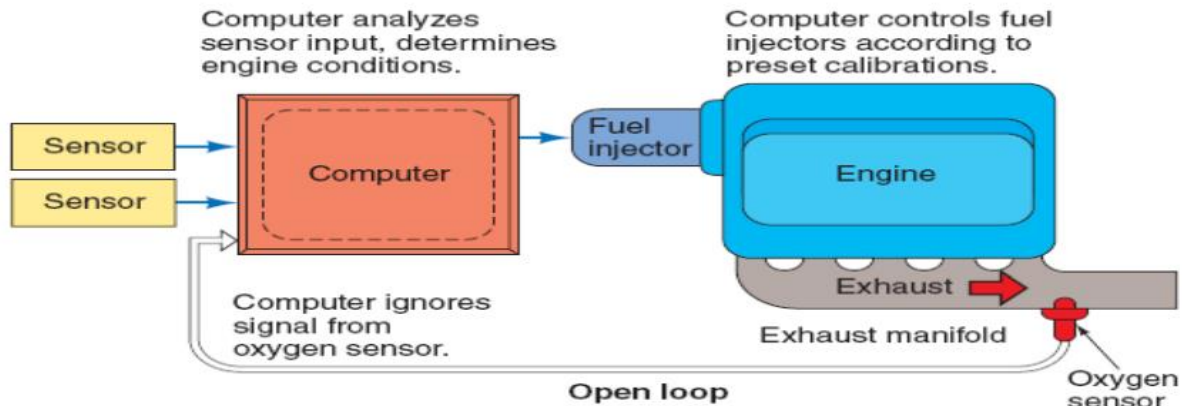 Computer analyzes
sensor input, determines
engine conditions.
Computer controls fuel
injectors according to
preset calibrations.
Sensor
Sensor
Computer
Fuel
injector
Engine
Exhaust
Computer ignores
signal from
oxygen sensor.
Exhaust manifold
Open loop
Oxygen
sensor